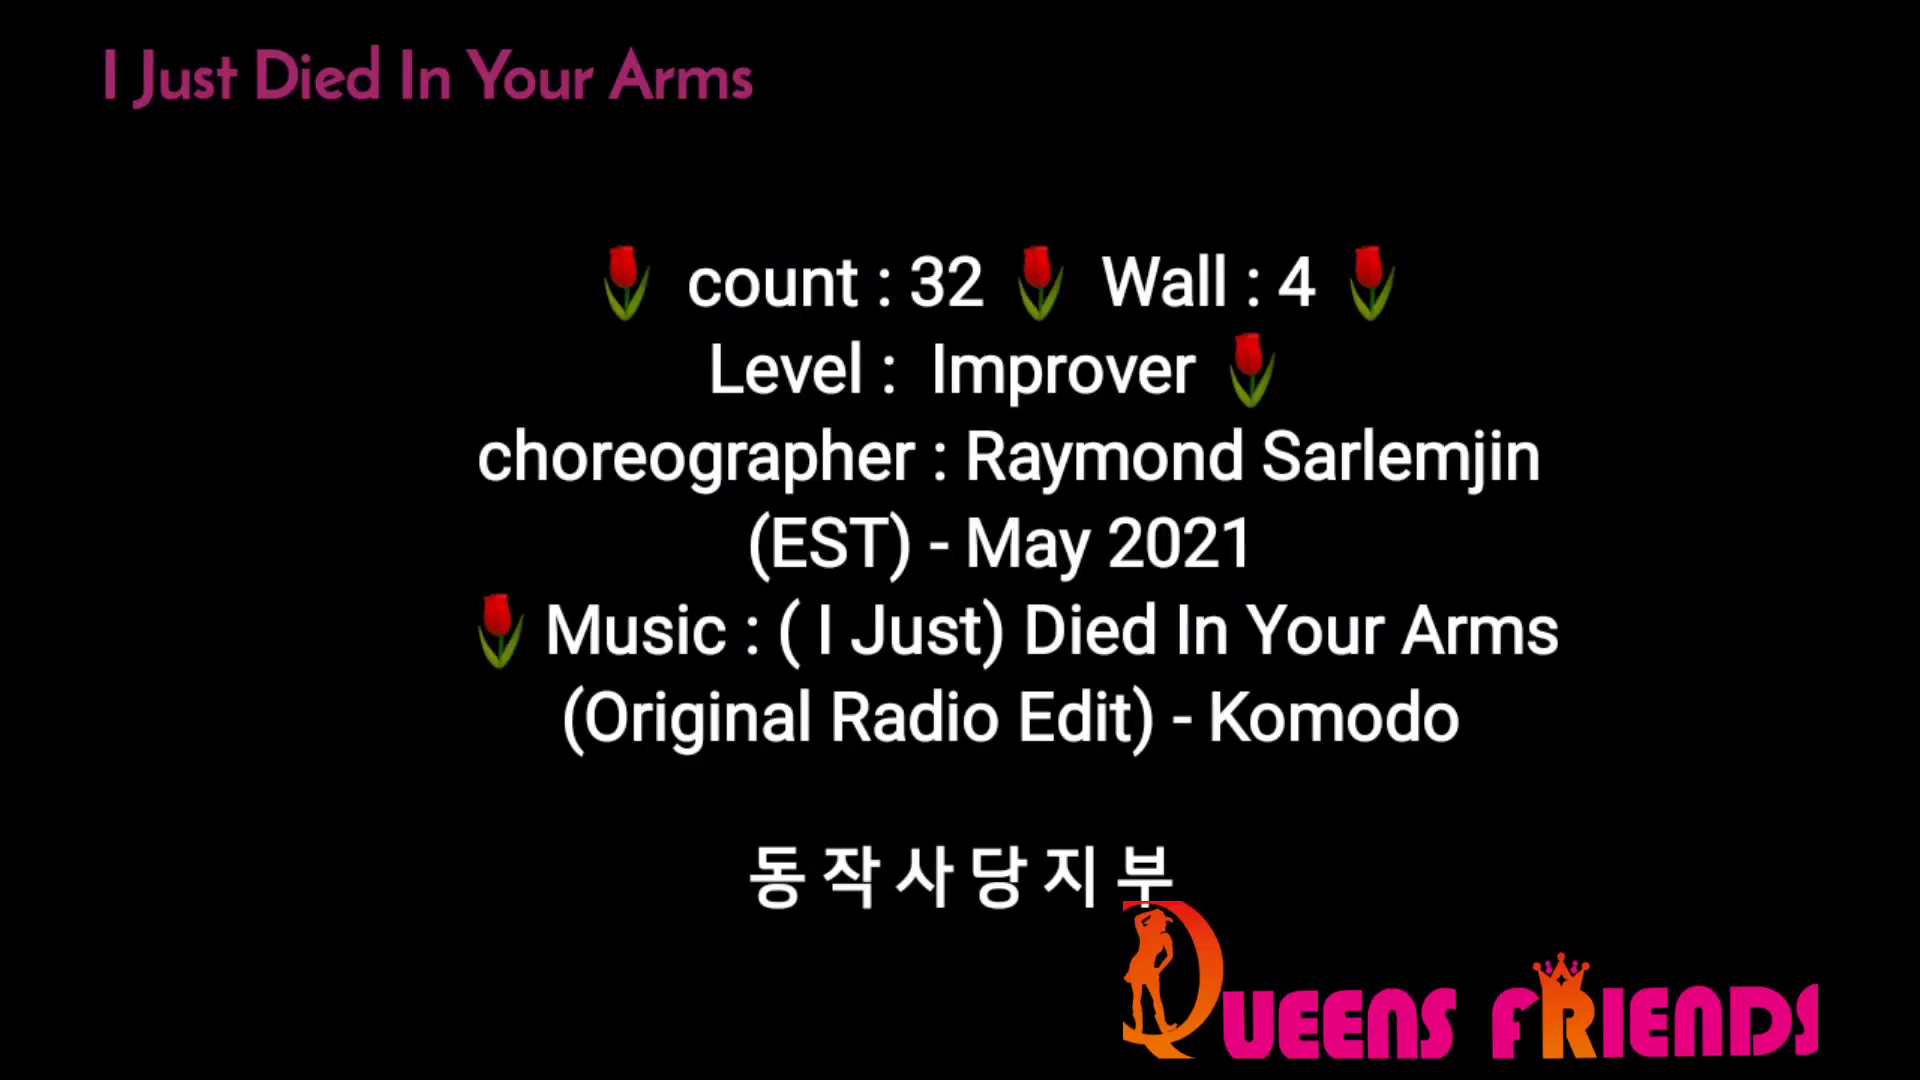 I Just Died In Your Arms
🌷 count : 32 🌷 Wall : 4 🌷
Level : Improver 🌷
choreographer : Raymond Sarlemjin
(EST) - May 2021
🌷 Music : ( I Just) Died In Your Arms
(Original Radio Edit) - Komodo
동작사당지부
QUEENS FRIENDS